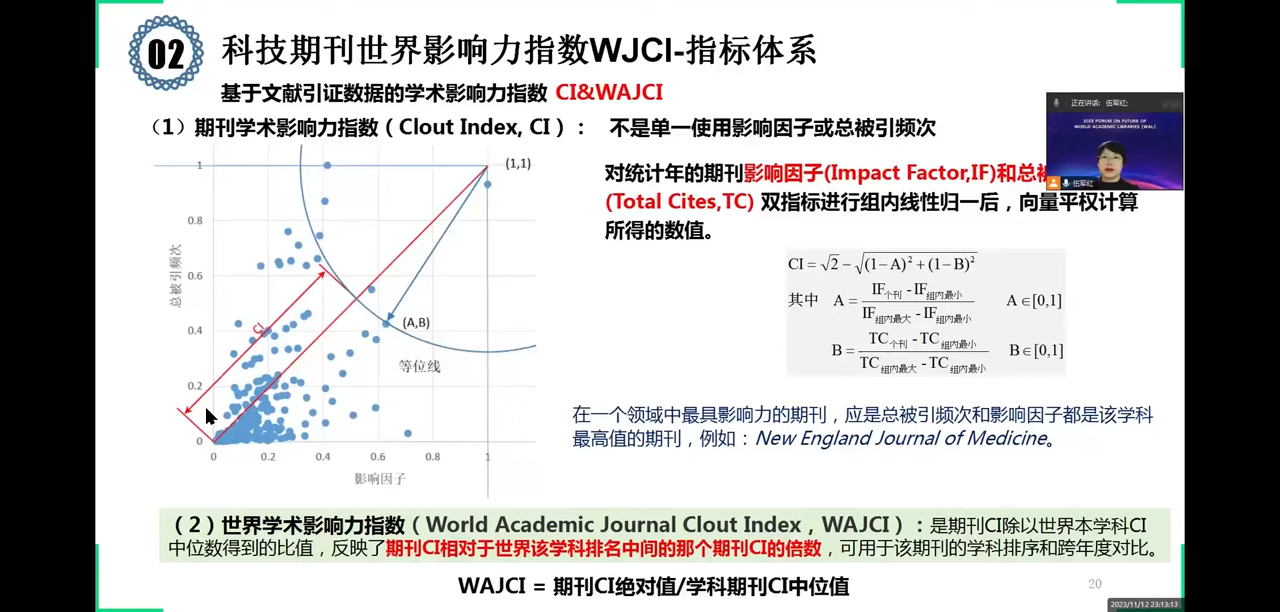 02
科技期刊世界影响力指数WJCI-指标体系
基于文献引证数据的学术影响力指数 CI&WAJCI
（1）期刊学术影响力指数（Clout Index, CI）： 不是单一使用影响因子或总被引频次
正在讲话: 伍军红;
2023 FORUM ON FUTURE OF
WORLD ACADEMIC LIBRARIES (WAL)
伍军红
对统计年的期刊影响因子(Impact Factor,IF)和总被
(Total Cites,TC) 双指标进行组内线性归一后，向量平权计算
所得的数值。
CI = √2 − √(1−A)² + (1−B)²
其中 A = (IF个刊 - IF组内最小) / (IF组内最大 - IF组内最小) A∈[0,1]
B = (TC个刊 - TC组内最小) / (TC组内最大 - TC组内最小) B∈[0,1]
总被引频次
1
0.8
0.6
0.4
0.2
0
(1,1)
CI
(A,B)
等位线
0 0.2 0.4 0.6 0.8 1
影响因子
在一个领域中最具影响力的期刊，应是总被引频次和影响因子都是该学科
最高值的期刊，例如：New England Journal of Medicine。
（2）世界学术影响力指数（World Academic Journal Clout Index，WAJCI）：是期刊CI除以世界本学科CI
中位数得到的比值，反映了期刊CI相对于世界该学科排名中间的那个期刊CI的倍数，可用于该期刊的学科排序和跨年度对比。
WAJCI = 期刊CI绝对值/学科期刊CI中位值
20
2023/11/12 23:13:13